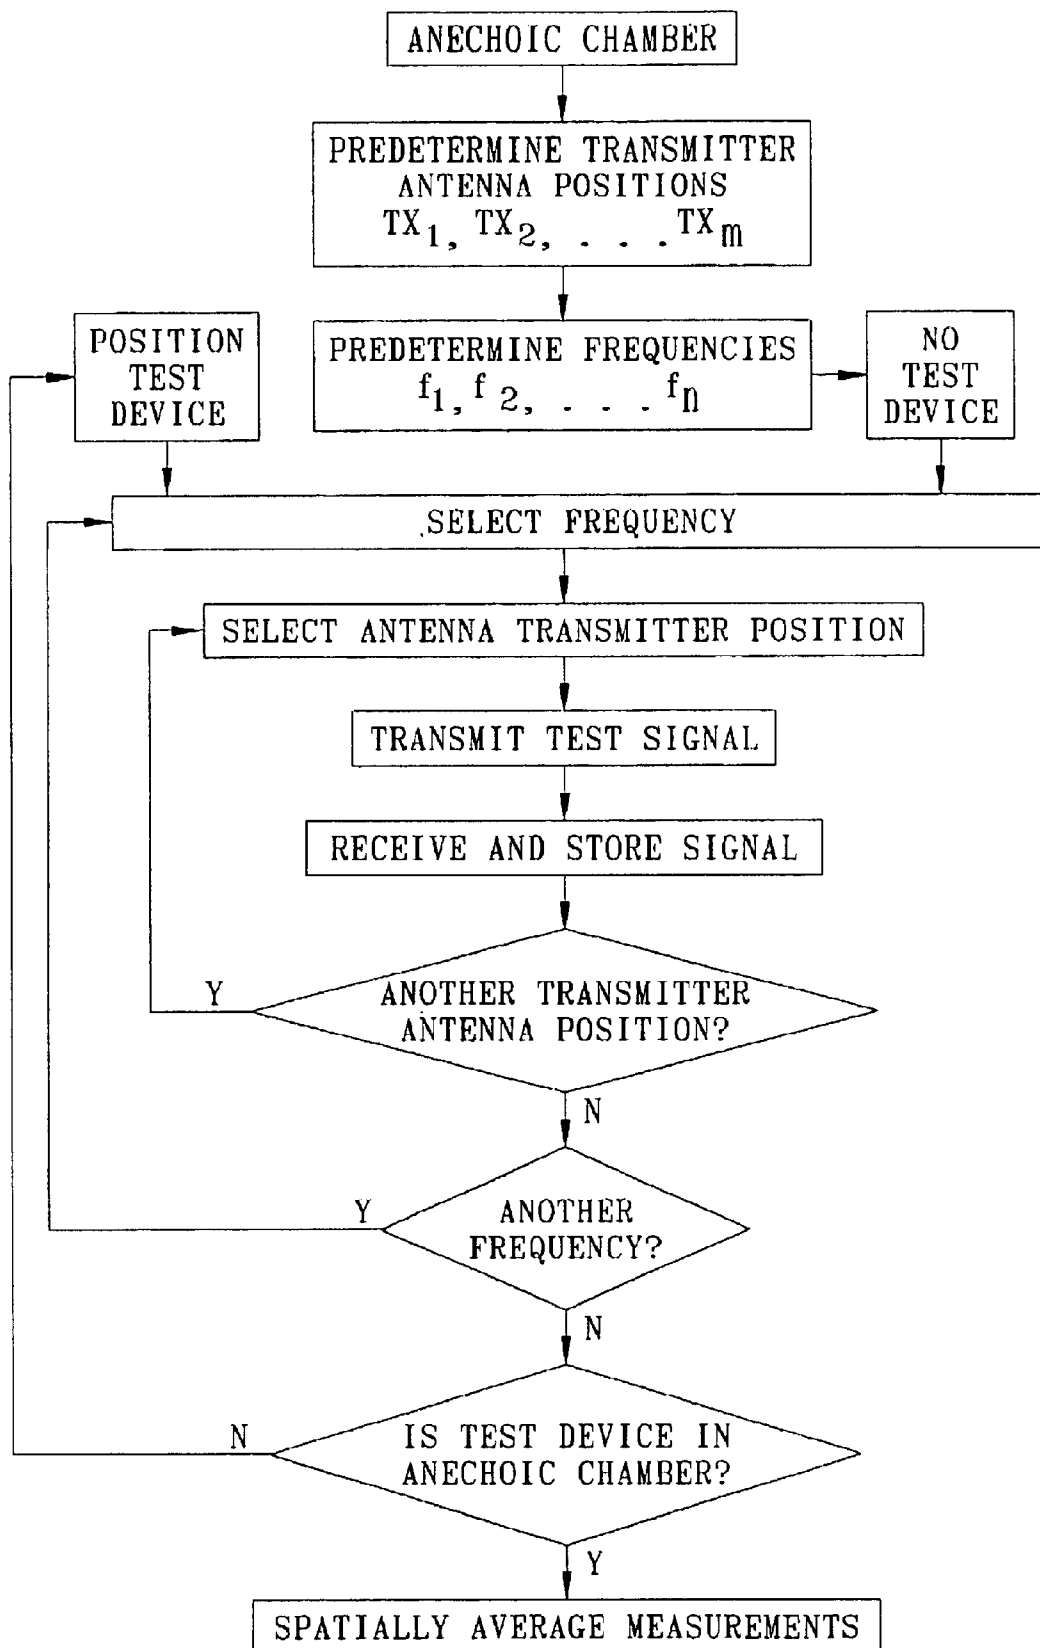 ANECHOIC CHAMBER
PREDETERMINE TRANSMITTER
ANTENNA POSITIONS
TX1, TX2, . . . TXm
POSITION
TEST
DEVICE
PREDETERMINE FREQUENCIES
f1, f2, . . . fn
NO
TEST
DEVICE
SELECT FREQUENCY
SELECT ANTENNA TRANSMITTER POSITION
TRANSMIT TEST SIGNAL
RECEIVE AND STORE SIGNAL
Y
ANOTHER TRANSMITTER
ANTENNA POSITION?
N
Y
ANOTHER
FREQUENCY?
N
N
IS TEST DEVICE IN
ANECHOIC CHAMBER?
Y
SPATIALLY AVERAGE MEASUREMENTS